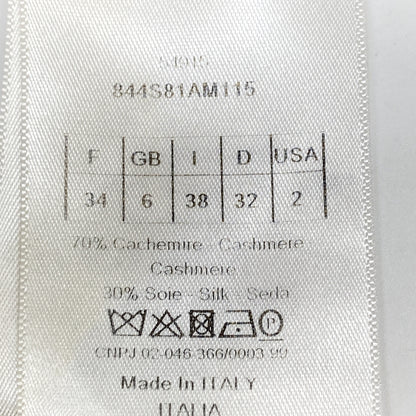 54915
844S81AM115
F GB I D USA
34 6 38 32 2
70% Cachemire - Cashmere -
Cashmere
30% Soie - Silk - Seda
P
CNPJ 02-046-366/0003-99
Made In ITALY
ITALIA